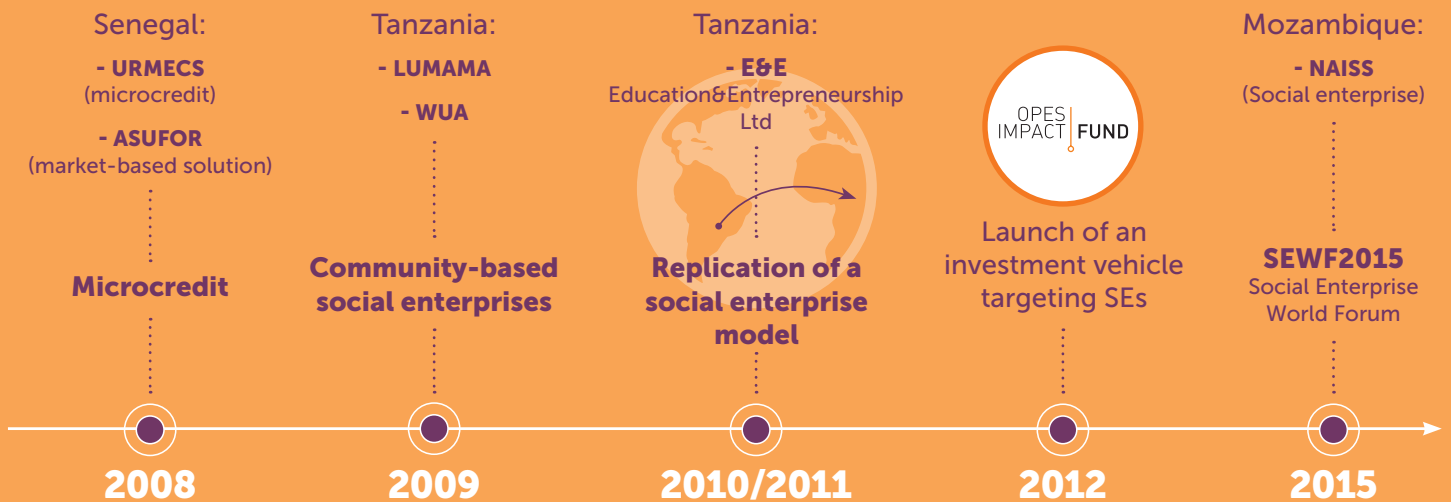 Senegal:
- URMECS
(microcredit)
- ASUFOR
(market-based solution)
Microcredit
2008
Tanzania:
- LUMAMA
- WUA
Community-based
social enterprises
2009
Tanzania:
- E&E
Education&Entrepreneurship
Ltd
Replication of a
social enterprise
model
2010/2011
OPES
IMPACT FUND
Launch of an
investment vehicle
targeting SEs
2012
Mozambique:
- NAISS
(Social enterprise)
SEWF2015
Social Enterprise
World Forum
2015